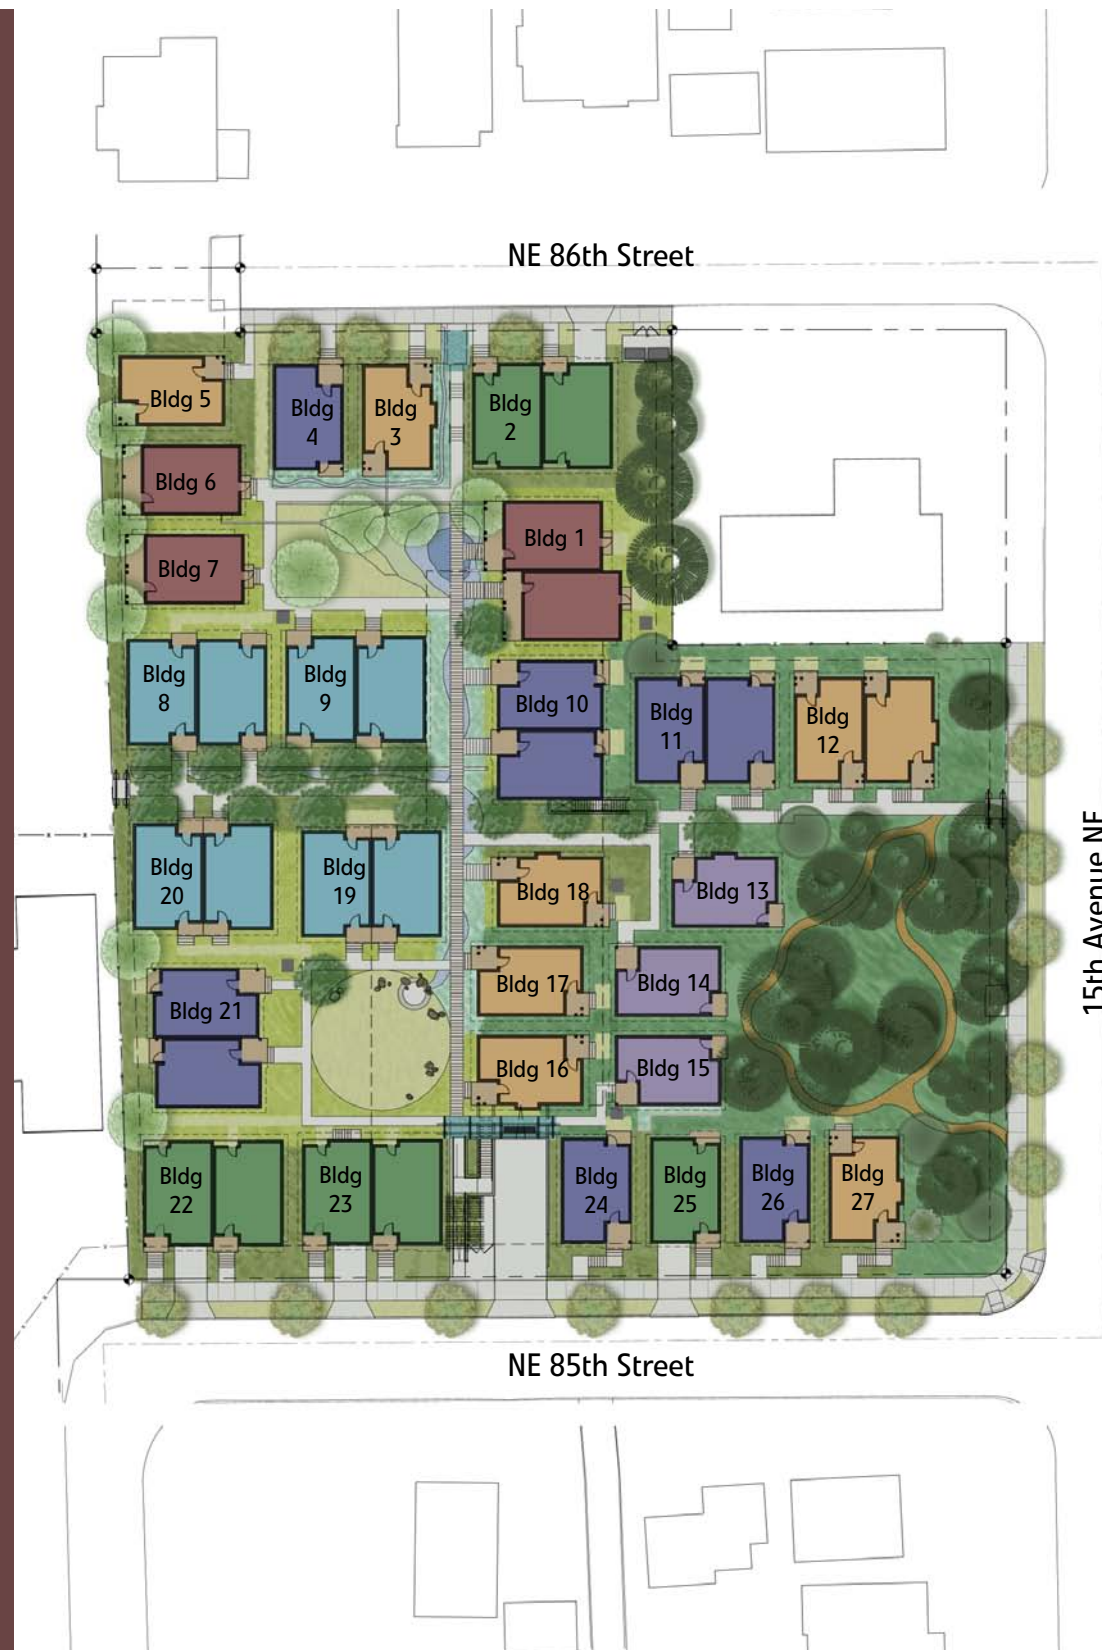 NE 86th Street
Bldg 5
Bldg
4
Bldg
3
Bldg
2
Bldg 6
Bldg 1
Bldg 7
Bldg
8
Bldg
9
Bldg 10
Bldg
11
Bldg
12
15th Avenue NE
Bldg
20
Bldg
19
Bldg 18
Bldg 13
Bldg 17
Bldg 14
Bldg 21
Bldg 16
Bldg 15
Bldg
22
Bldg
23
Bldg
24
Bldg
25
Bldg
26
Bldg
27
NE 85th Street